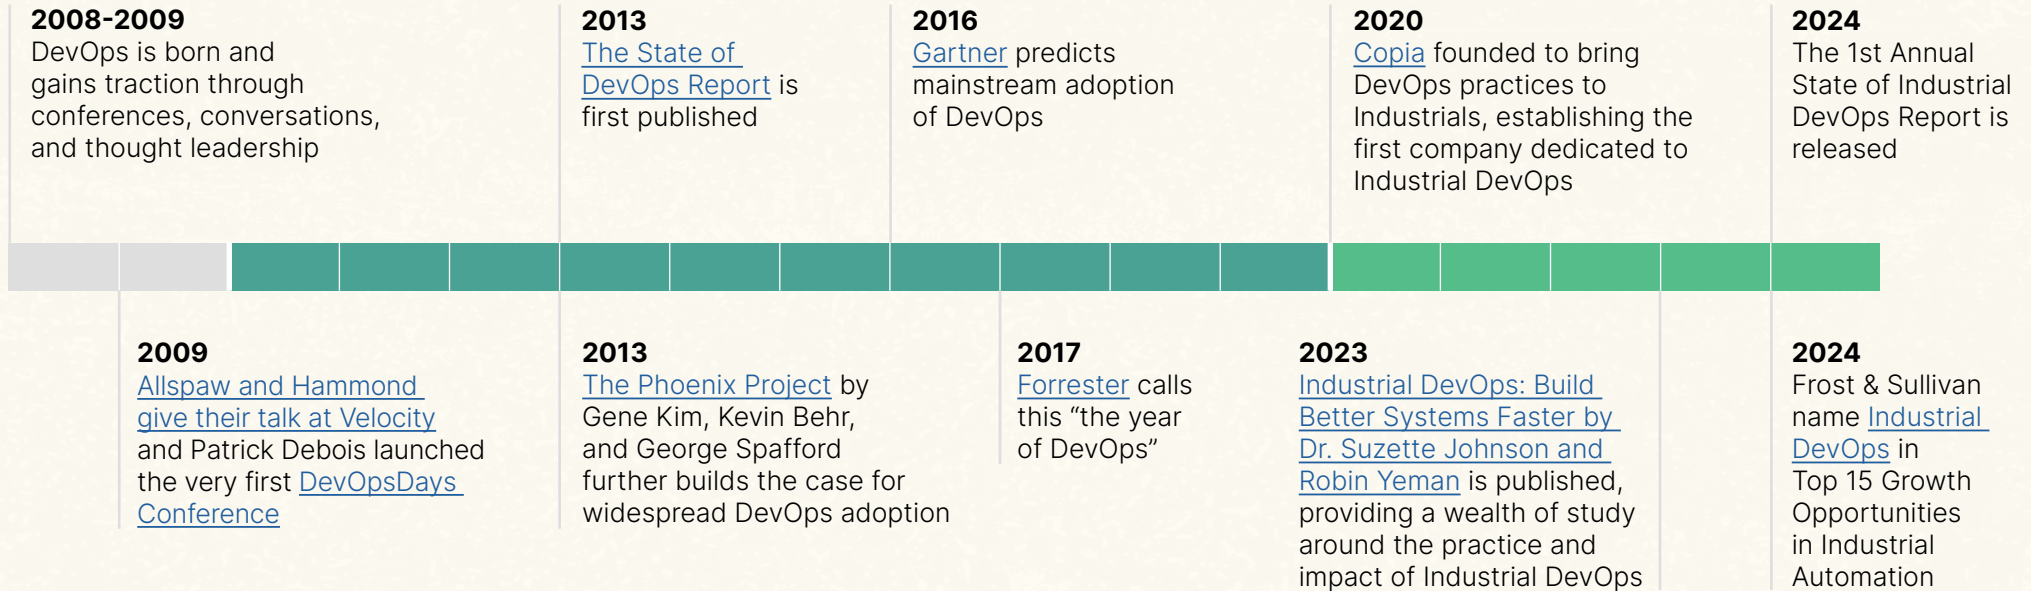 2008-2009
DevOps is born and
gains traction through
conferences, conversations,
and thought leadership
2013
The State of
DevOps Report is
first published
2016
Gartner predicts
mainstream adoption
of DevOps
2020
Copia founded to bring
DevOps practices to
Industrials, establishing the
first company dedicated to
Industrial DevOps
2024
The 1st Annual
State of Industrial
DevOps Report is
released
2009
Allspaw and Hammond
give their talk at Velocity
and Patrick Debois launched
the very first DevOpsDays
Conference
2013
The Phoenix Project by
Gene Kim, Kevin Behr,
and George Spafford
further builds the case for
widespread DevOps adoption
2017
Forrester calls
this “the year
of DevOps”
2023
Industrial DevOps: Build
Better Systems Faster by
Dr. Suzette Johnson and
Robin Yeman is published,
providing a wealth of study
around the practice and
impact of Industrial DevOps
2024
Frost & Sullivan
name Industrial
DevOps in
Top 15 Growth
Opportunities
in Industrial
Automation